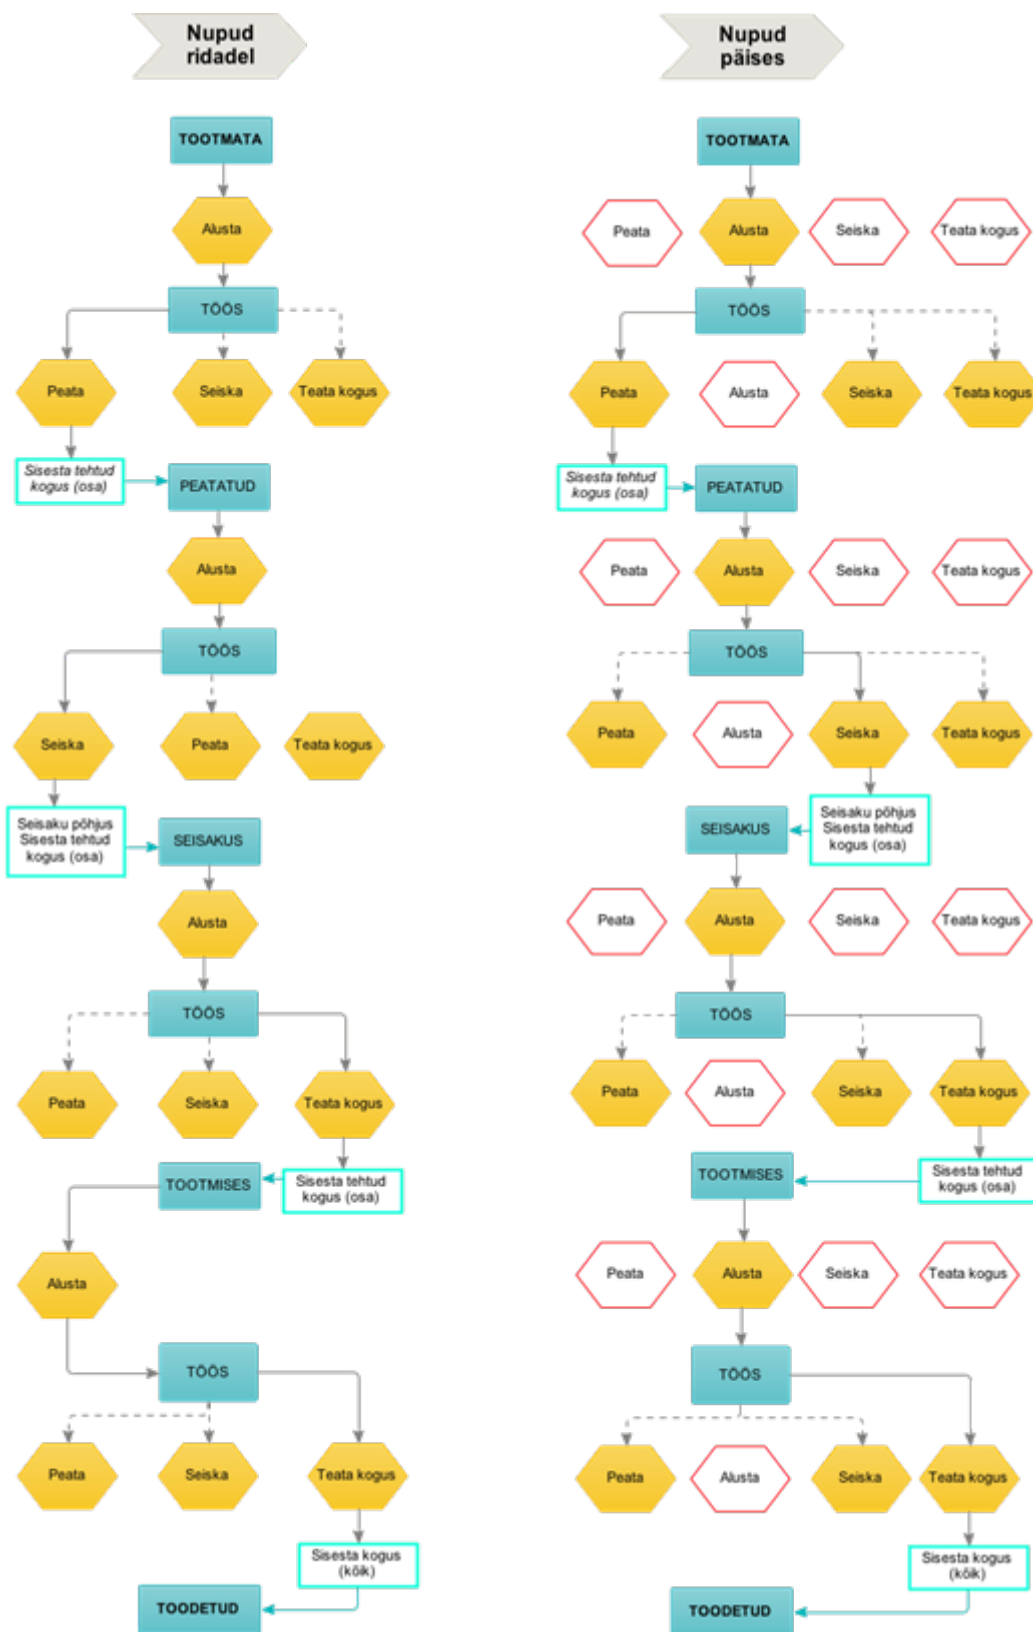 Nupud
ridadel
TOOTMATA
Alusta
TÖÖS
Peata
Seiska
Teata kogus
Sisesta tehtud
kogus (osa)
PEATATUD
Alusta
TÖÖS
Seiska
Peata
Teata kogus
Seisaku põhjus
Sisesta tehtud
kogus (osa)
SEISAKUS
Alusta
TÖÖS
Peata
Seiska
Teata kogus
Sisesta tehtud
kogus (osa)
TOOTMISES
Alusta
TÖÖS
Peata
Seiska
Teata kogus
Sisesta kogus
(kõik)
TOODETUD
Nupud
päises
TOOTMATA
Peata
Alusta
Seiska
Teata kogus
TÖÖS
Peata
Alusta
Seiska
Teata kogus
Sisesta tehtud
kogus (osa)
PEATATUD
Peata
Alusta
Seiska
Teata kogus
TÖÖS
Peata
Alusta
Seiska
Teata kogus
Seisaku põhjus
Sisesta tehtud
kogus (osa)
SEISAKUS
Peata
Alusta
Seiska
Teata kogus
TÖÖS
Peata
Alusta
Seiska
Teata kogus
Sisesta tehtud
kogus (osa)
TOOTMISES
Peata
Alusta
Seiska
Teata kogus
TÖÖS
Peata
Alusta
Seiska
Teata kogus
Sisesta kogus
(kõik)
TOODETUD